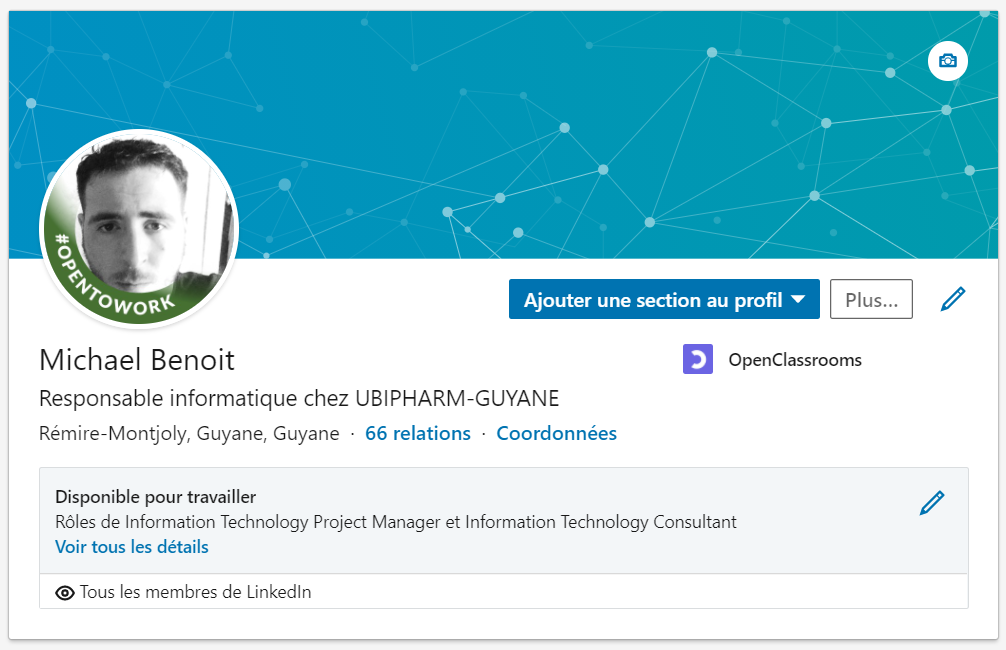 #OPENTOWORK
Ajouter une section au profil
Plus...
Michael Benoit
OpenClassrooms
Responsable informatique chez UBIPHARM-GUYANE
Rémire-Montjoly, Guyane, Guyane · 66 relations · Coordonnées
Disponible pour travailler
Rôles de Information Technology Project Manager et Information Technology Consultant
Voir tous les détails
Tous les membres de LinkedIn